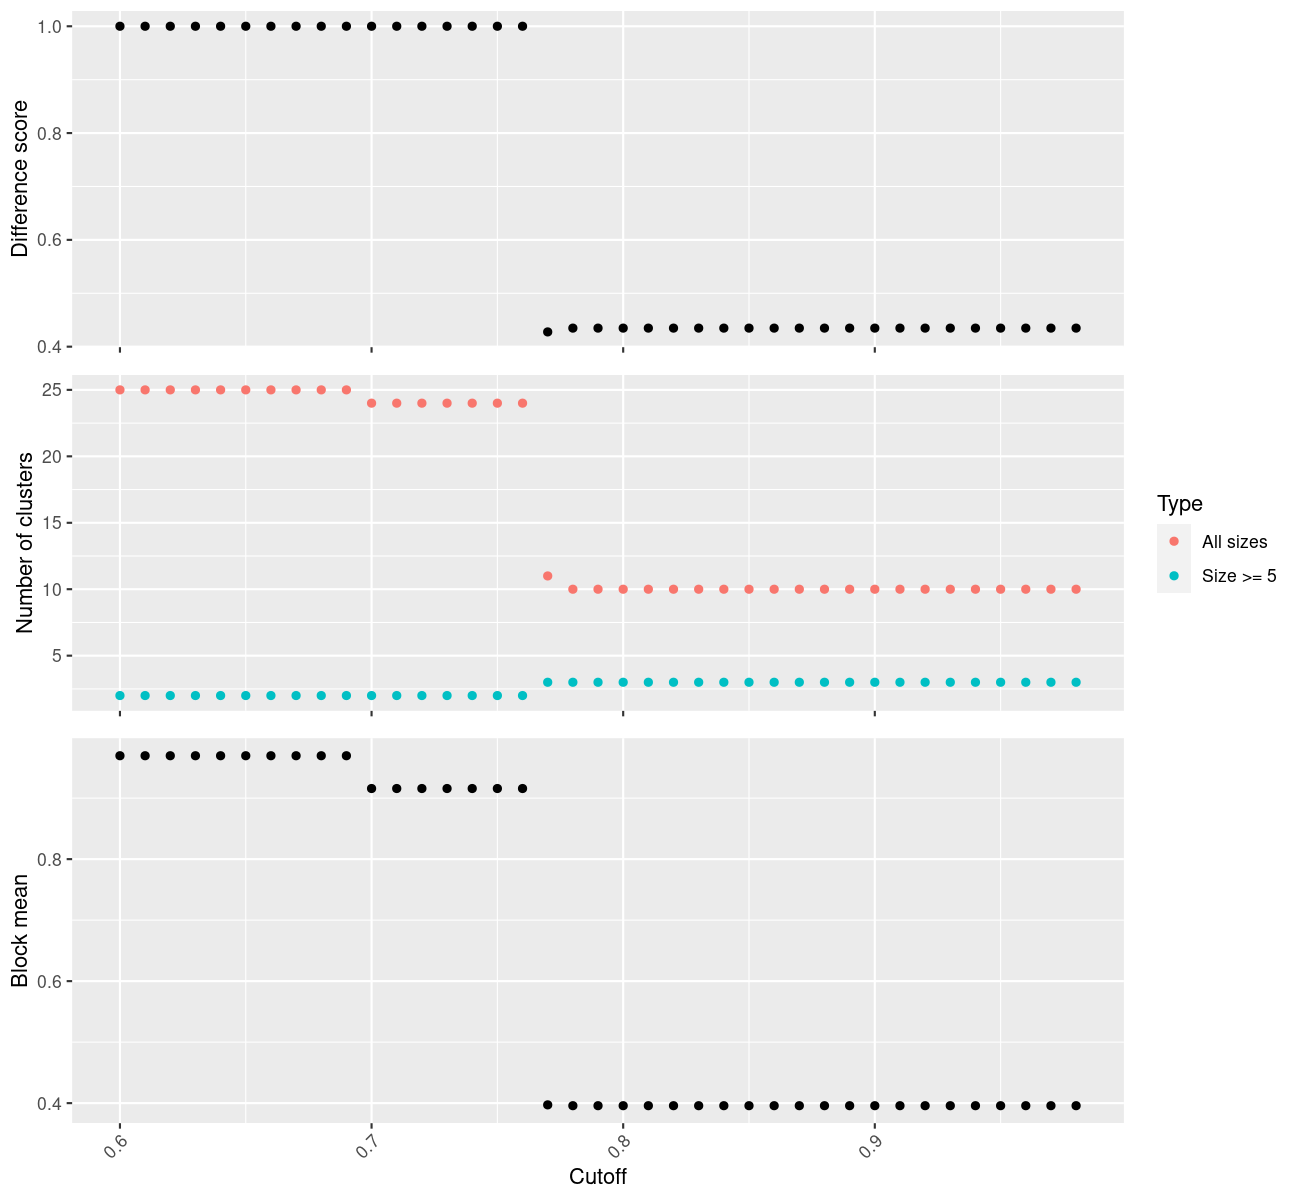 1.0
0.8
0.6
0.4
Difference score
25
20
15
10
5
Number of clusters
Type
All sizes
Size >= 5
0.8
0.6
0.4
Block mean
0.6
0.7
0.8
0.9
Cutoff